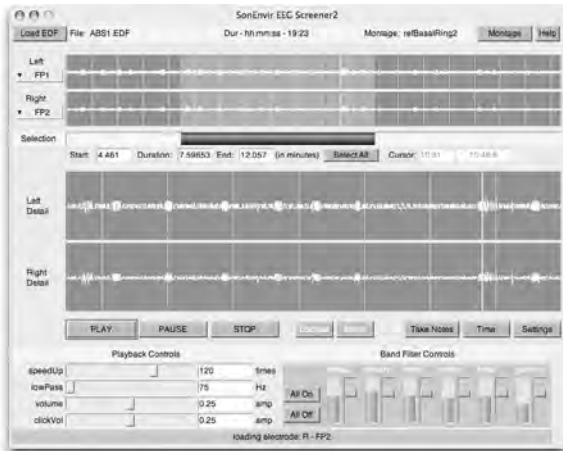 SonEnvir EEG Screener2
Load EDF File: ABS1.EDF Dur - hh:mm:ss - 19:23 Montage: refBasalRing2 Montage Help
Left
FP1
Right
FP2
Selection
Start: 4.461 Duration: 7.59653 End: 12.057 (in minutes) Select All Cursor:
Left
Detail
Right
Detail
PLAY PAUSE STOP Take Notes Time Settings
Playback Controls Band Filter Controls
speedUp 120 times
lowPass 75 Hz
volume 0.25 amp All On
clickVol 0.25 amp All Off
loading electrode: R - FP2